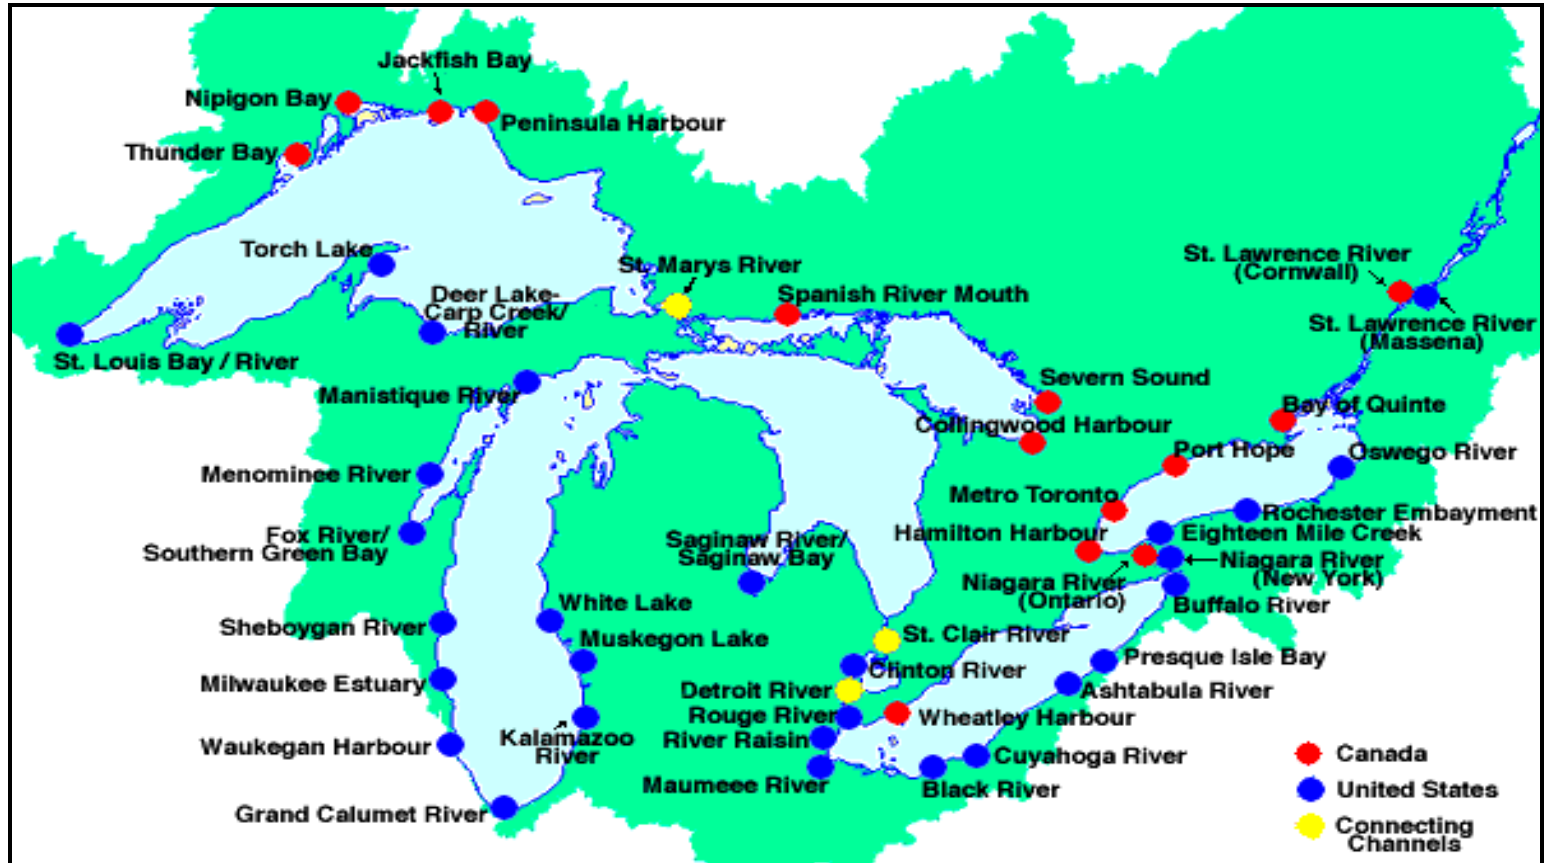 Jackfish Bay
Nipigon Bay
Peninsula Harbour
Thunder Bay
Torch Lake
St. Marys River
St. Lawrence River
(Cornwall)
Deer Lake-
Carp Creek/
River
Spanish River Mouth
St. Lawrence River
(Massena)
St. Louis Bay / River
Manistique River
Severn Sound
Bay of Quinte
Collingwood Harbour
Port Hope
Oswego River
Menominee River
Metro Toronto
Rochester Embayment
Fox River/
Southern Green Bay
Saginaw River/
Saginaw Bay
Hamilton Harbour
Eighteen Mile Creek
Niagara River
(New York)
Niagara River
(Ontario)
Buffalo River
White Lake
Sheboygan River
Muskegon Lake
St. Clair River
Clinton River
Presque Isle Bay
Milwaukee Estuary
Detroit River
Ashtabula River
Rouge River
Wheatley Harbour
Kalamazoo
River
River Raisin
Waukegan Harbour
Cuyahoga River
Maumeee River
Black River
Grand Calumet River
Canada
United States
Connecting
Channels